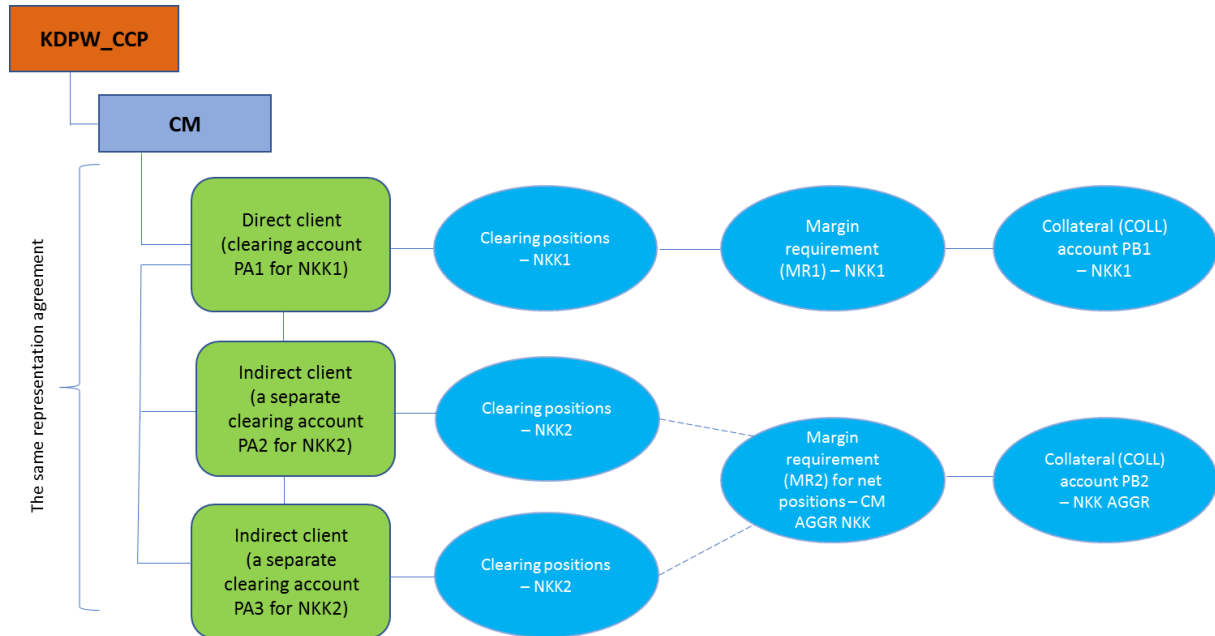 KDPW_CCP
CM
The same representation agreement
Direct client
(clearing account
PA1 for NKK1)
Clearing positions
– NKK1
Margin
requirement
(MR1) – NKK1
Collateral (COLL)
account PB1
– NKK1
Indirect client
(a separate
clearing account
PA2 for NKK2)
Clearing positions
– NKK2
Margin
requirement
(MR2) for net
positions – CM
AGGR NKK
Collateral (COLL)
account PB2
– NKK AGGR
Indirect client
(a separate
clearing account
PA3 for NKK2)
Clearing positions
– NKK2